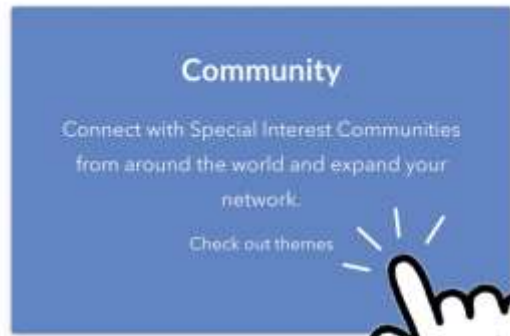 Community
Connect with Special Interest Communities
from around the world and expand your
network.
Check out themes